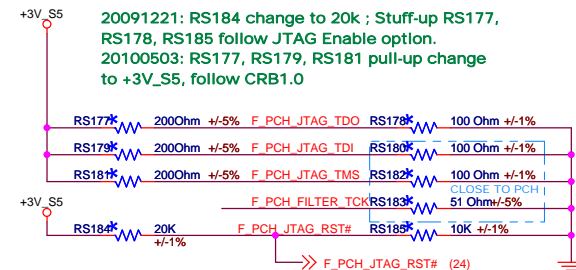 +3V_S5
20091221: RS184 change to 20k ; Stuff-up RS177,
RS178, RS185 follow JTAG Enable option.
20100503: RS177, RS179, RS181 pull-up change
to +3V_S5, follow CRB1.0
RS177* 200Ohm +/-5% F_PCH_JTAG_TDO RS178* 100 Ohm +/-1%
RS179* 200Ohm +/-5% F_PCH_JTAG_TDI RS180* 100 Ohm +/-1%
RS181* 200Ohm +/-5% F_PCH_JTAG_TMS RS182* 100 Ohm +/-1%
CLOSE TO PCH
+3V_S5 F_PCH_FILTER_TCK RS183* 51 Ohm+/-5%
RS184* 20K F_PCH_JTAG_RST# RS185* 10K +/-1%
+/-1%
F_PCH_JTAG_RST# (24)